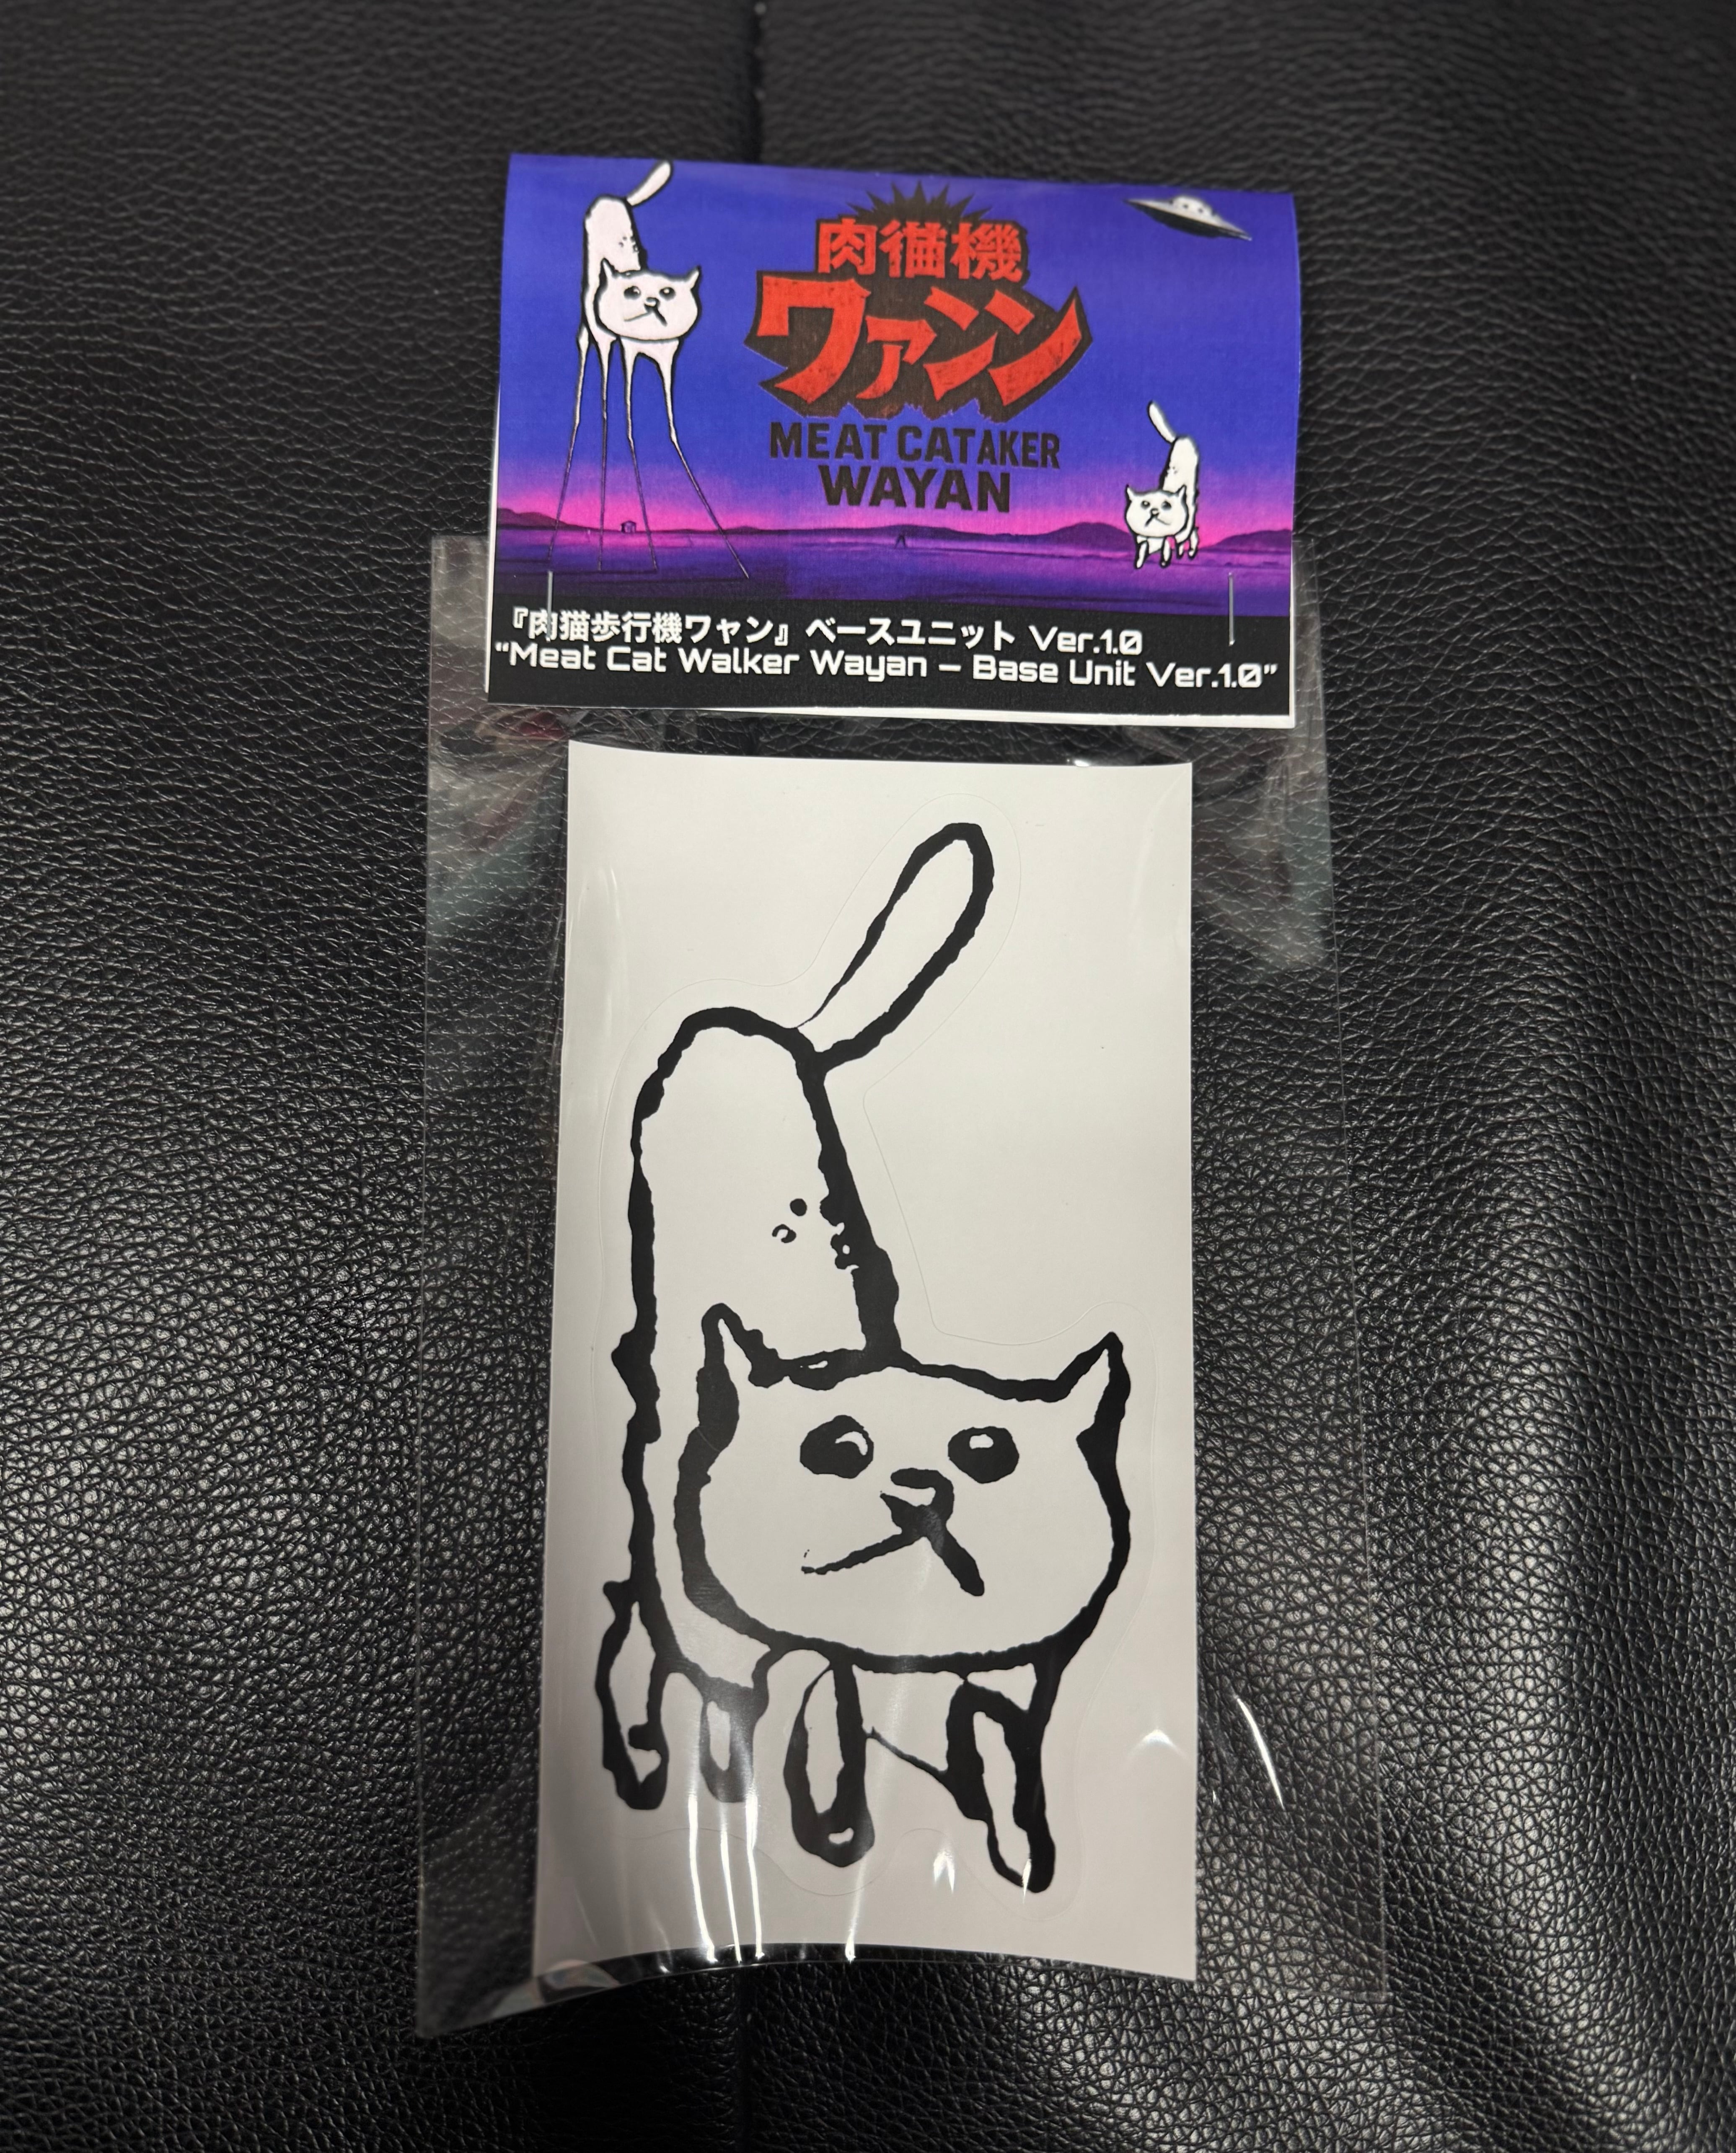 肉猫機
ワァンン
MEAT CATAKER
WAYAN
『肉猫歩行機ワャン』ベースユニット Ver.1.0
“Meat Cat Walker Wayan – Base Unit Ver.1.0”